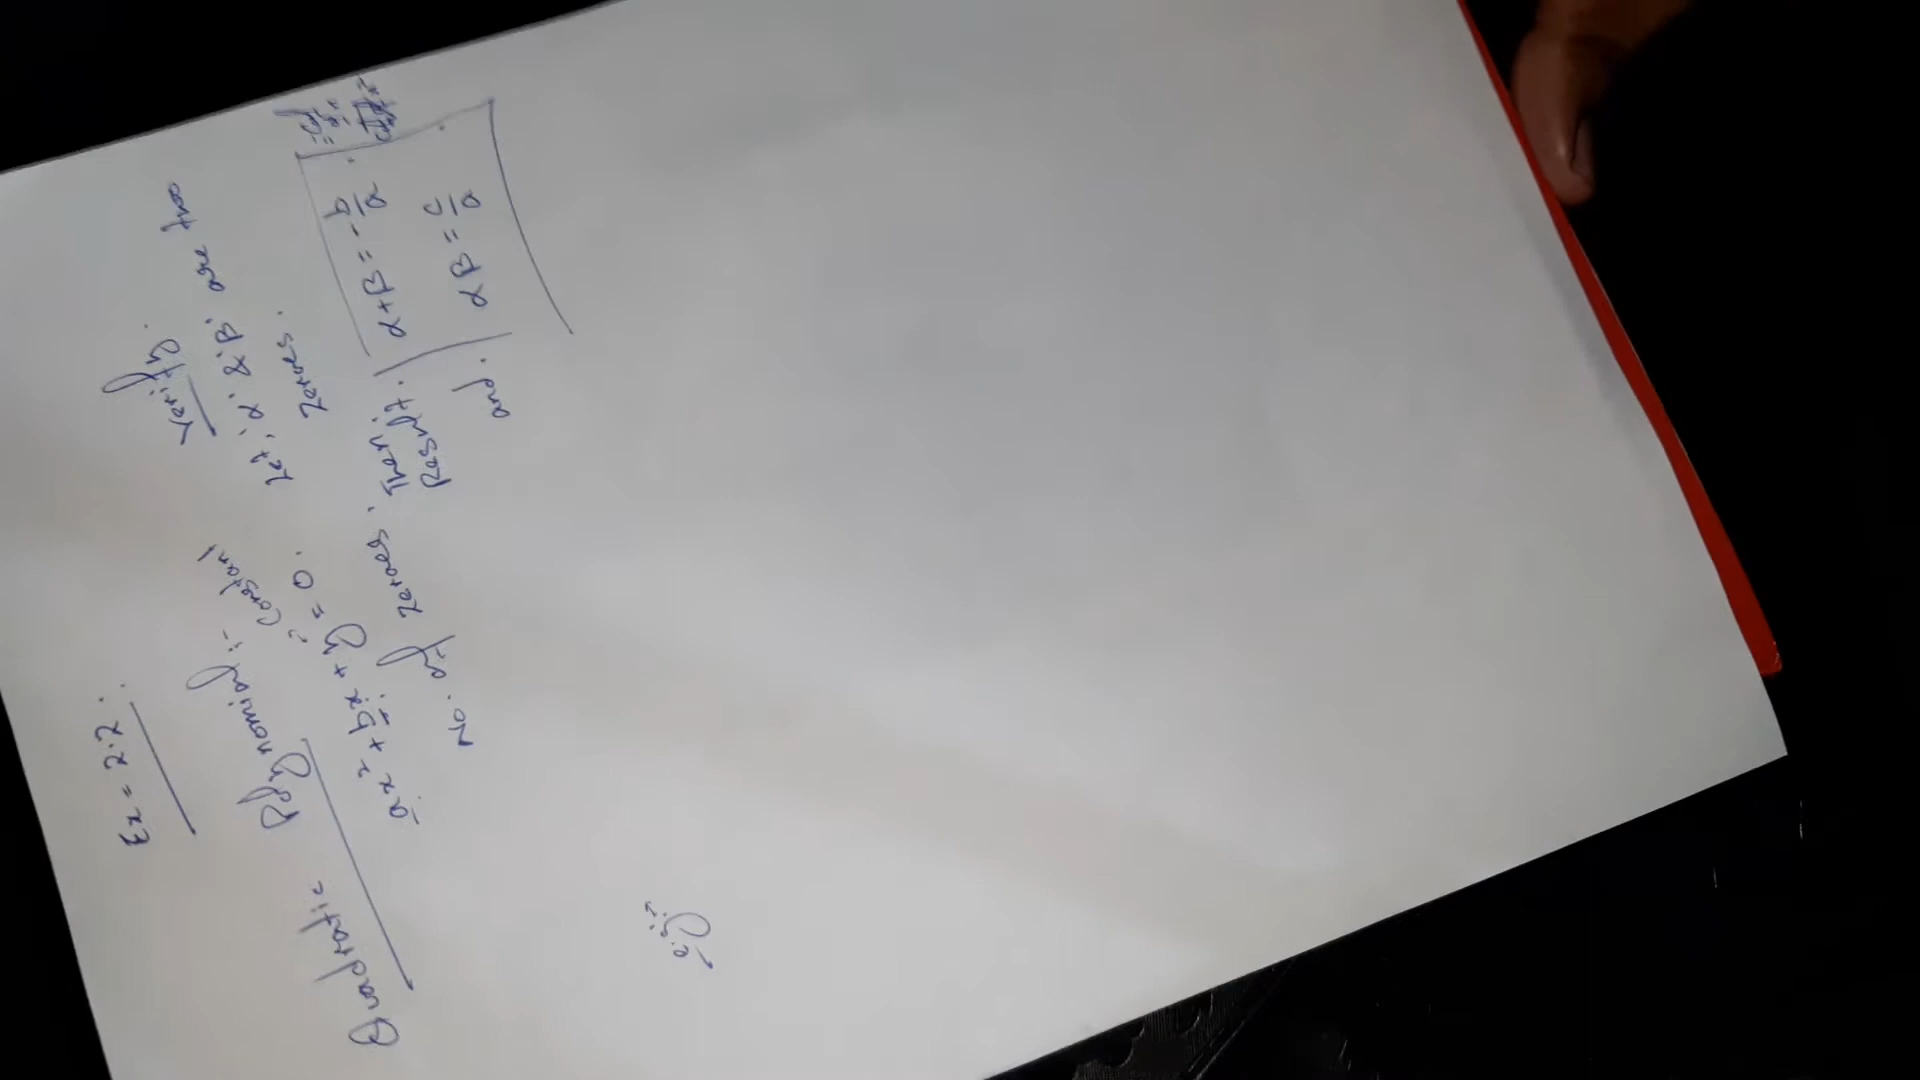 Ex = 2.2.
Quadratic Polynomial :-
Constant
ax² + bx + y = 0.
No. of Zeroes.
Verify.
Let, 'α' & 'β' are two
Zeroes.
Then,
Result.
α+β = -b/a.
and.
αβ = c/a
e.g:→